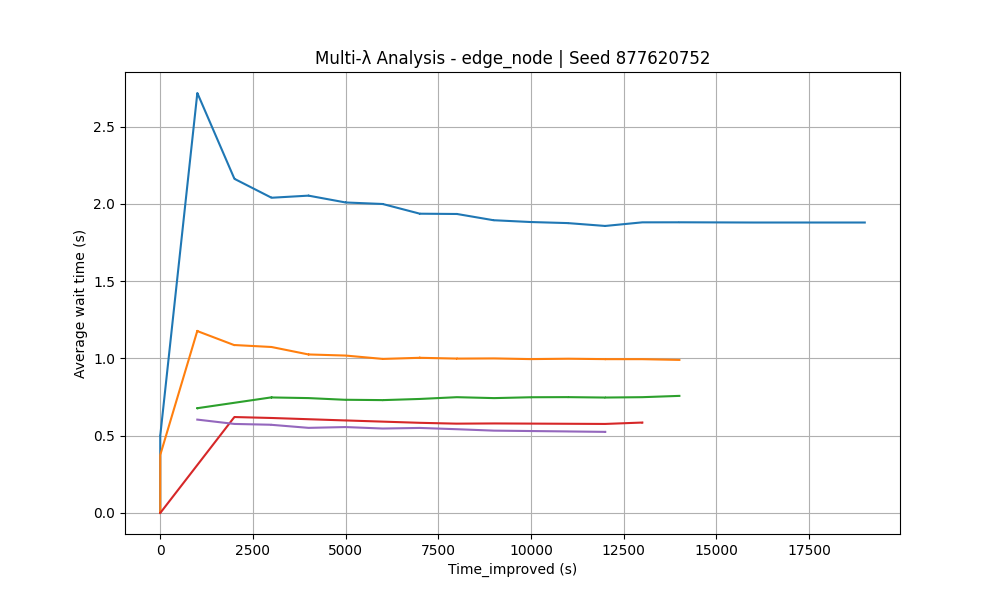 Multi-λ Analysis - edge_node | Seed 877620752
Average wait time (s)
2.5
2.0
1.5
1.0
0.5
0.0
0 2500 5000 7500 10000 12500 15000 17500
Time_improved (s)